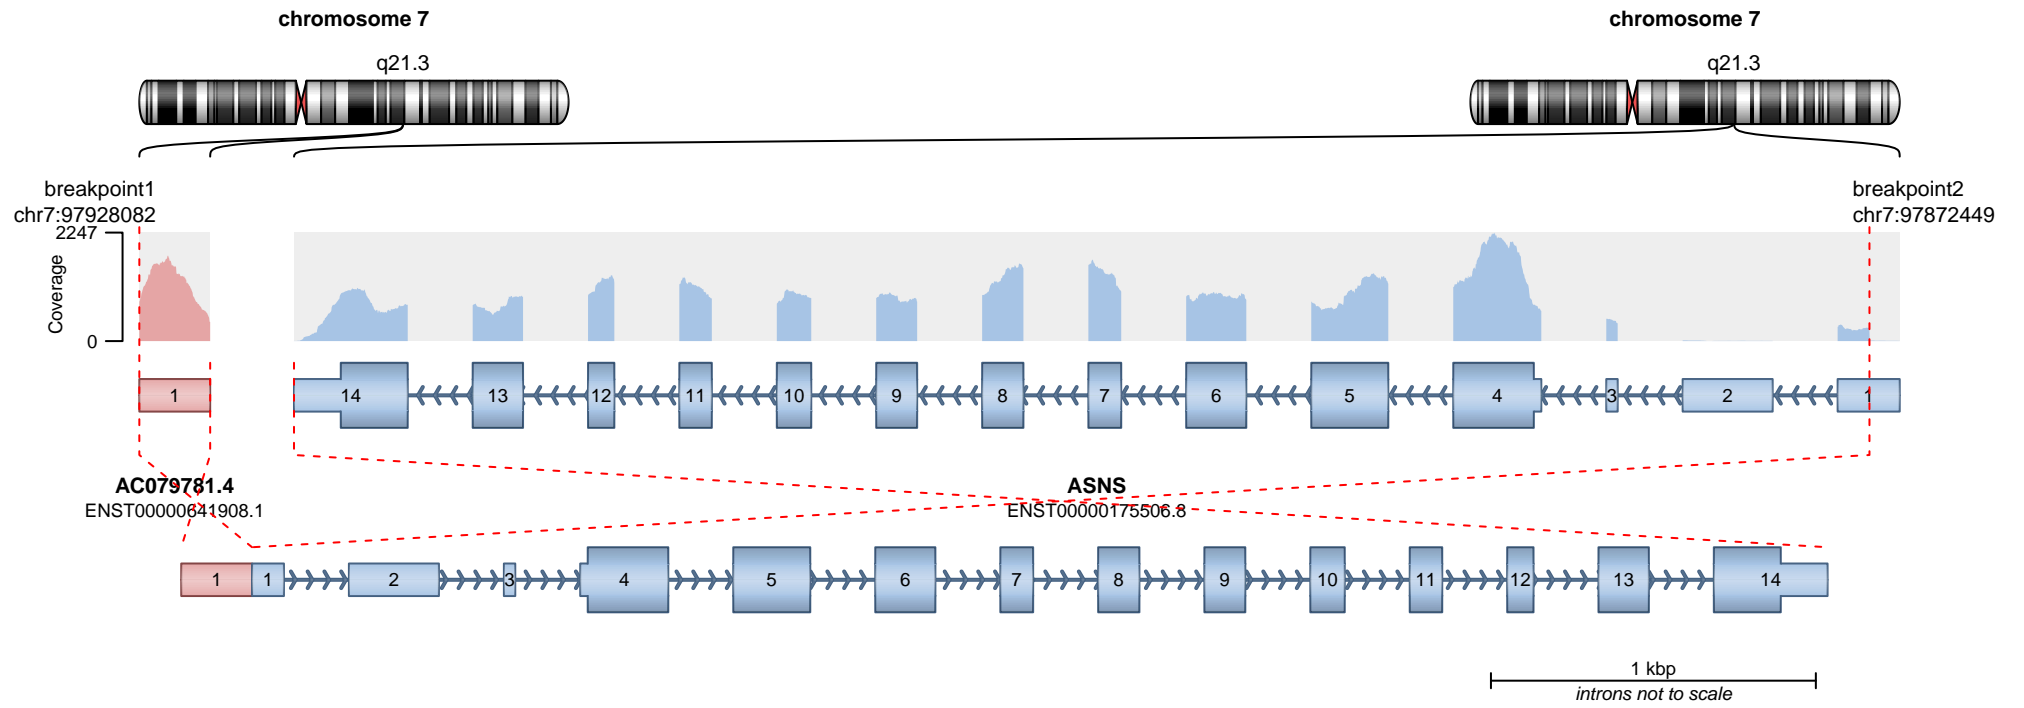 chromosome 7 chromosome 7
q21.3 q21.3
breakpoint1 breakpoint2
chr7:97928082 chr7:97872449
2247
Coverage
0
1 14 13 12 11 10 9 8 7 6 5 4 3 2 1
AC079781.4 ASNS
ENST00000641908.1 ENST00000175506.8
1 1 2 3 4 5 6 7 8 9 10 11 12 13 14
1 kbp
introns not to scale